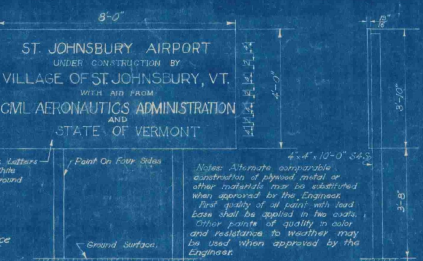 8'-0"
ST. JOHNSBURY AIRPORT
UNDER CONSTRUCTION BY
VILLAGE OF ST. JOHNSBURY, VT.
WITH AID FROM
CIVIL AERONAUTICS ADMINISTRATION
AND
STATE OF VERMONT
4'-0"
3'-10"
4"x4"x10'-0" S4S
3'-8"
Letters
Paint On Four Sides
Ground Surface.
Note: Alternate comparable
construction of plywood metal or
other materials may be substituted
when approved by the Engineer.
First quality of oil paint with lead
base shall be applied in two coats.
Other paints of quality in color
and resistance to weather may
be used when approved by the
Engineer.